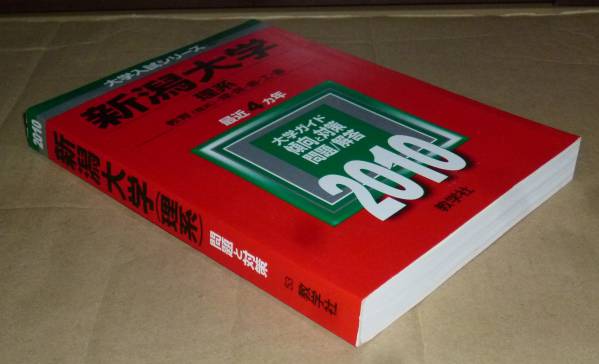 大学入試シリーズ
新潟大学
理系
最近4カ年
大学ガイド
傾向と対策
問題/解答
2010
教学社
2010
新潟大学(理系)
問題と対策
53
教学社